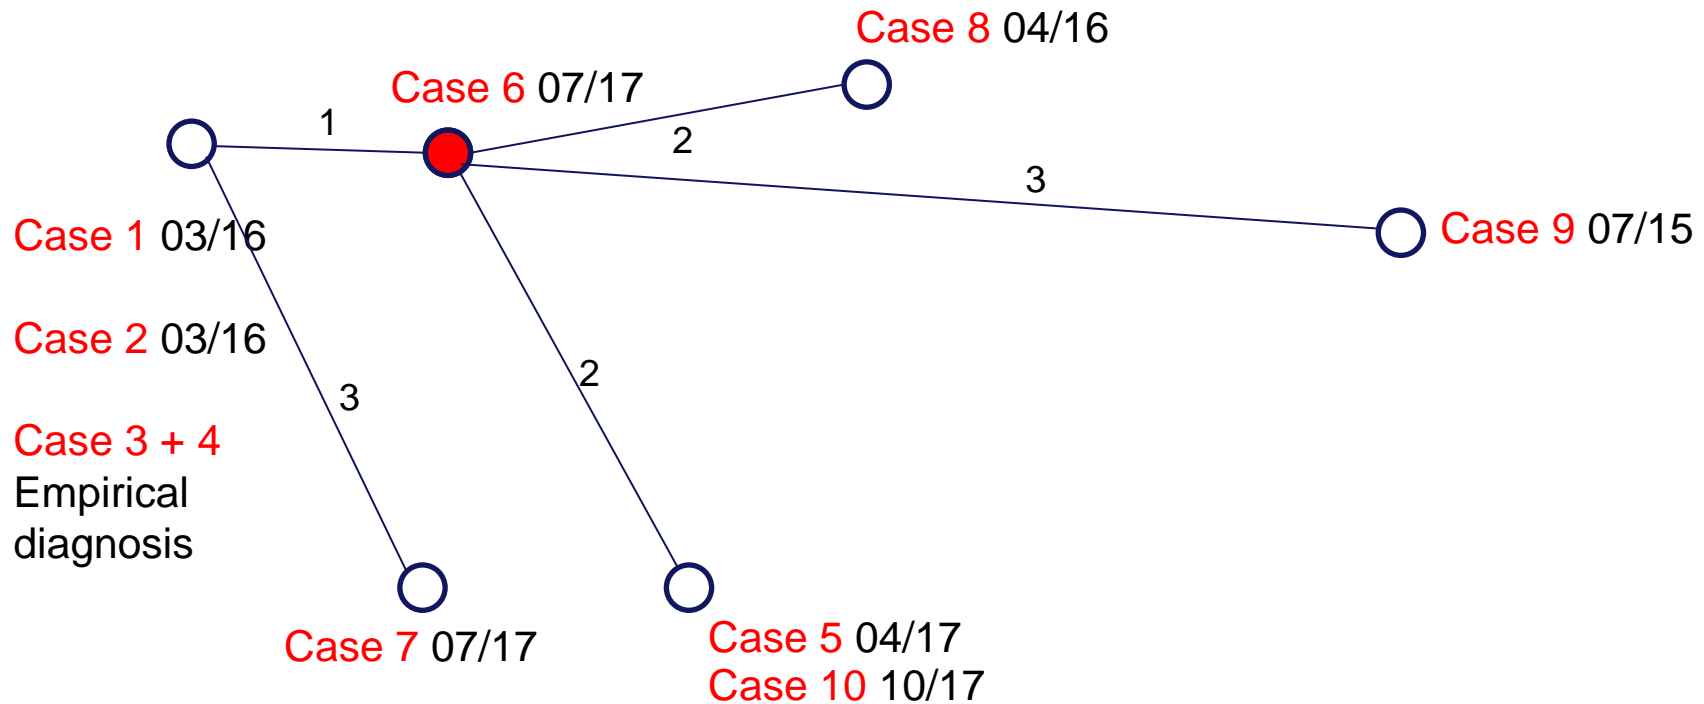 Case 8 04/16
Case 6 07/17
1
2
3
Case 9 07/15
Case 1 03/16
Case 2 03/16
2
3
Case 3 + 4
Empirical
diagnosis
Case 7 07/17
Case 5 04/17
Case 10 10/17